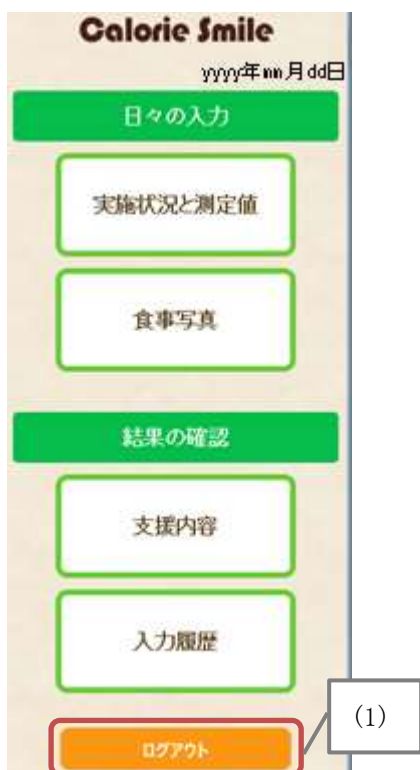 Calorie Smile
yyyy年mm月dd日
日々の入力
実施状況と測定値
食事写真
結果の確認
支援内容
入力履歴
(1)
ログアウト